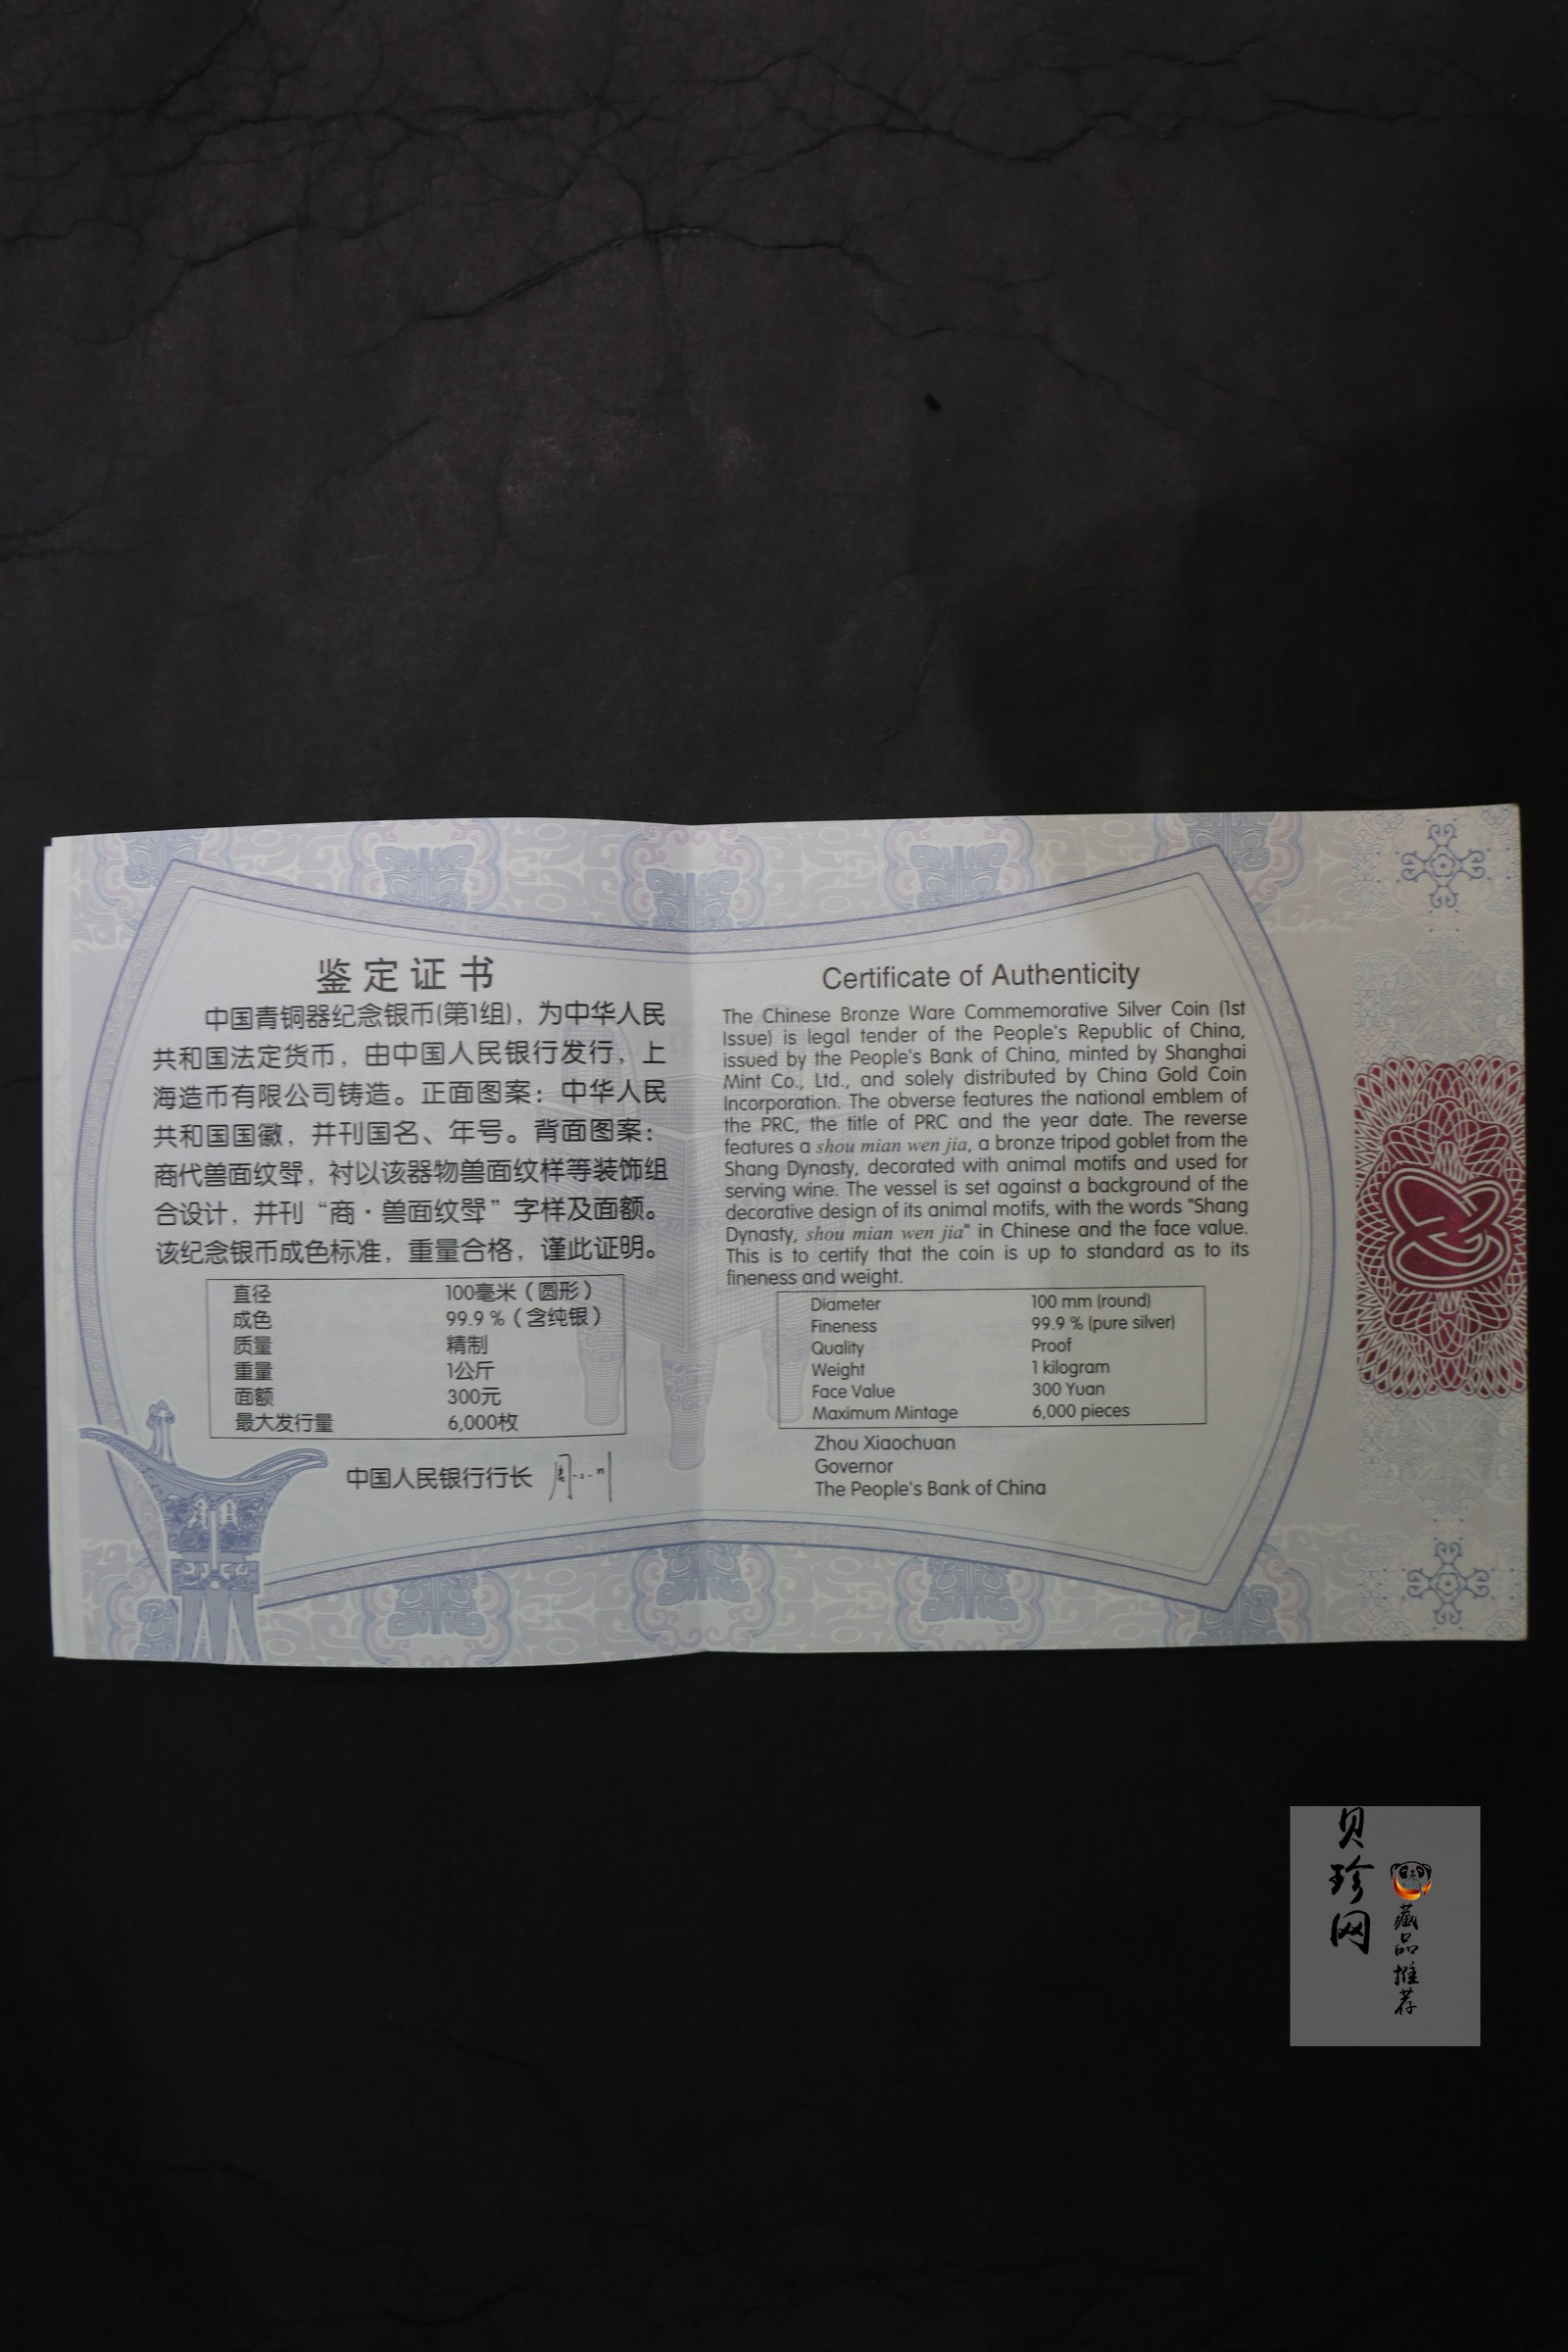 鉴定证书
中国青铜器纪念银币(第1组)，为中华人民
共和国法定货币，由中国人民银行发行，上
海造币有限公司铸造。正面图案：中华人民
共和国国徽，并刊国名、年号。背面图案：
商代兽面纹斝，衬以该器物兽面纹样等装饰组
合设计，并刊“商·兽面纹斝”字样及面额。
该纪念银币成色标准，重量合格，谨此证明。
直径 100毫米（圆形）
成色 99.9 %（含纯银）
质量 精制
重量 1公斤
面额 300元
最大发行量 6,000枚
中国人民银行行长
Certificate of Authenticity
The Chinese Bronze Ware Commemorative Silver Coin (1st
Issue) is legal tender of the People's Republic of China,
issued by the People's Bank of China, minted by Shanghai
Mint Co., Ltd., and solely distributed by China Gold Coin
Incorporation. The obverse features the national emblem of
the PRC, the title of PRC and the year date. The reverse
features a shou mian wen jia, a bronze tripod goblet from the
Shang Dynasty, decorated with animal motifs and used for
serving wine. The vessel is set against a background of the
decorative design of its animal motifs, with the words "Shang
Dynasty, shou mian wen jia" in Chinese and the face value.
This is to certify that the coin is up to standard as to its
fineness and weight.
Diameter 100 mm (round)
Fineness 99.9 % (pure silver)
Quality Proof
Weight 1 kilogram
Face Value 300 Yuan
Maximum Mintage 6,000 pieces
Zhou Xiaochuan
Governor
The People's Bank of China
贝珍网
藏品推荐